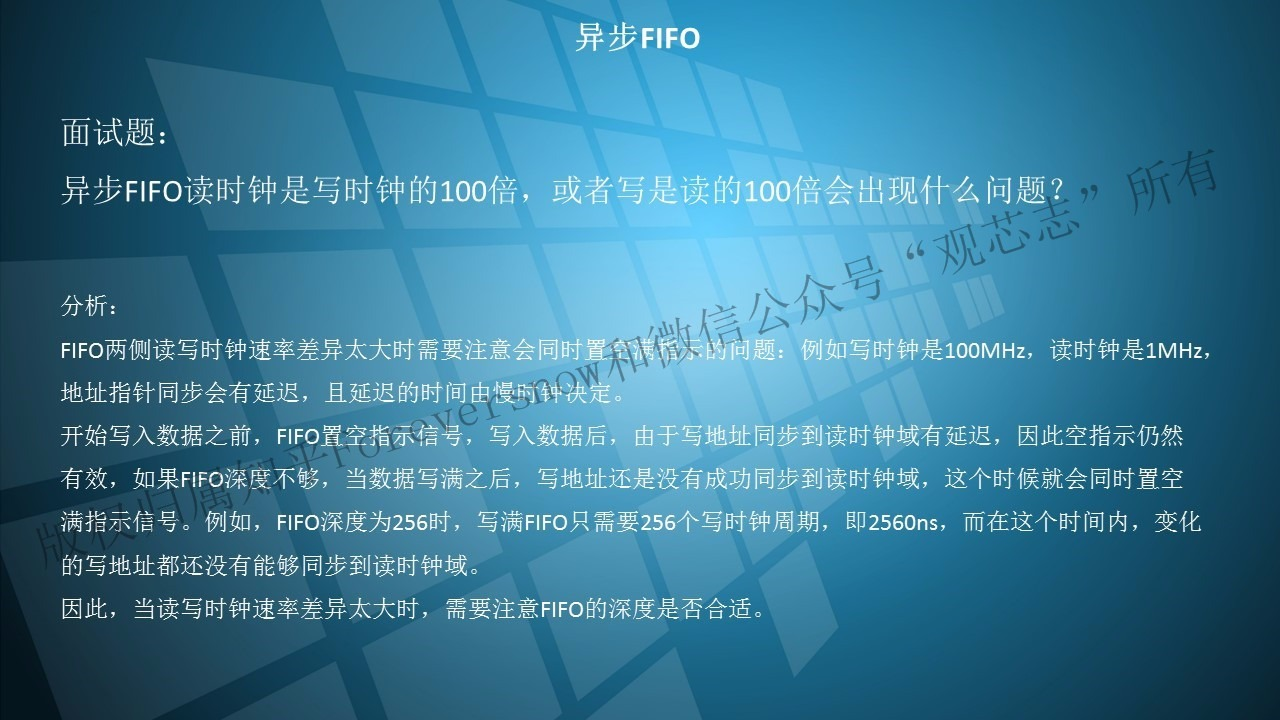 异步FIFO
面试题：
异步FIFO读时钟是写时钟的100倍，或者写是读的100倍会出现什么问题？
分析：
FIFO两侧读写时钟速率差异太大时需要注意会同时置空满指示的问题：例如写时钟是100MHz，读时钟是1MHz，
地址指针同步会有延迟，且延迟的时间由慢时钟决定。
开始写入数据之前，FIFO置空指示信号，写入数据后，由于写地址同步到读时钟域有延迟，因此空指示仍然
有效，如果FIFO深度不够，当数据写满之后，写地址还是没有成功同步到读时钟域，这个时候就会同时置空
满指示信号。例如，FIFO深度为256时，写满FIFO只需要256个写时钟周期，即2560ns，而在这个时间内，变化
的写地址都还没有能够同步到读时钟域。
因此，当读写时钟速率差异太大时，需要注意FIFO的深度是否合适。
版权归属知乎Foreversnow和微信公众号“观芯志”所有